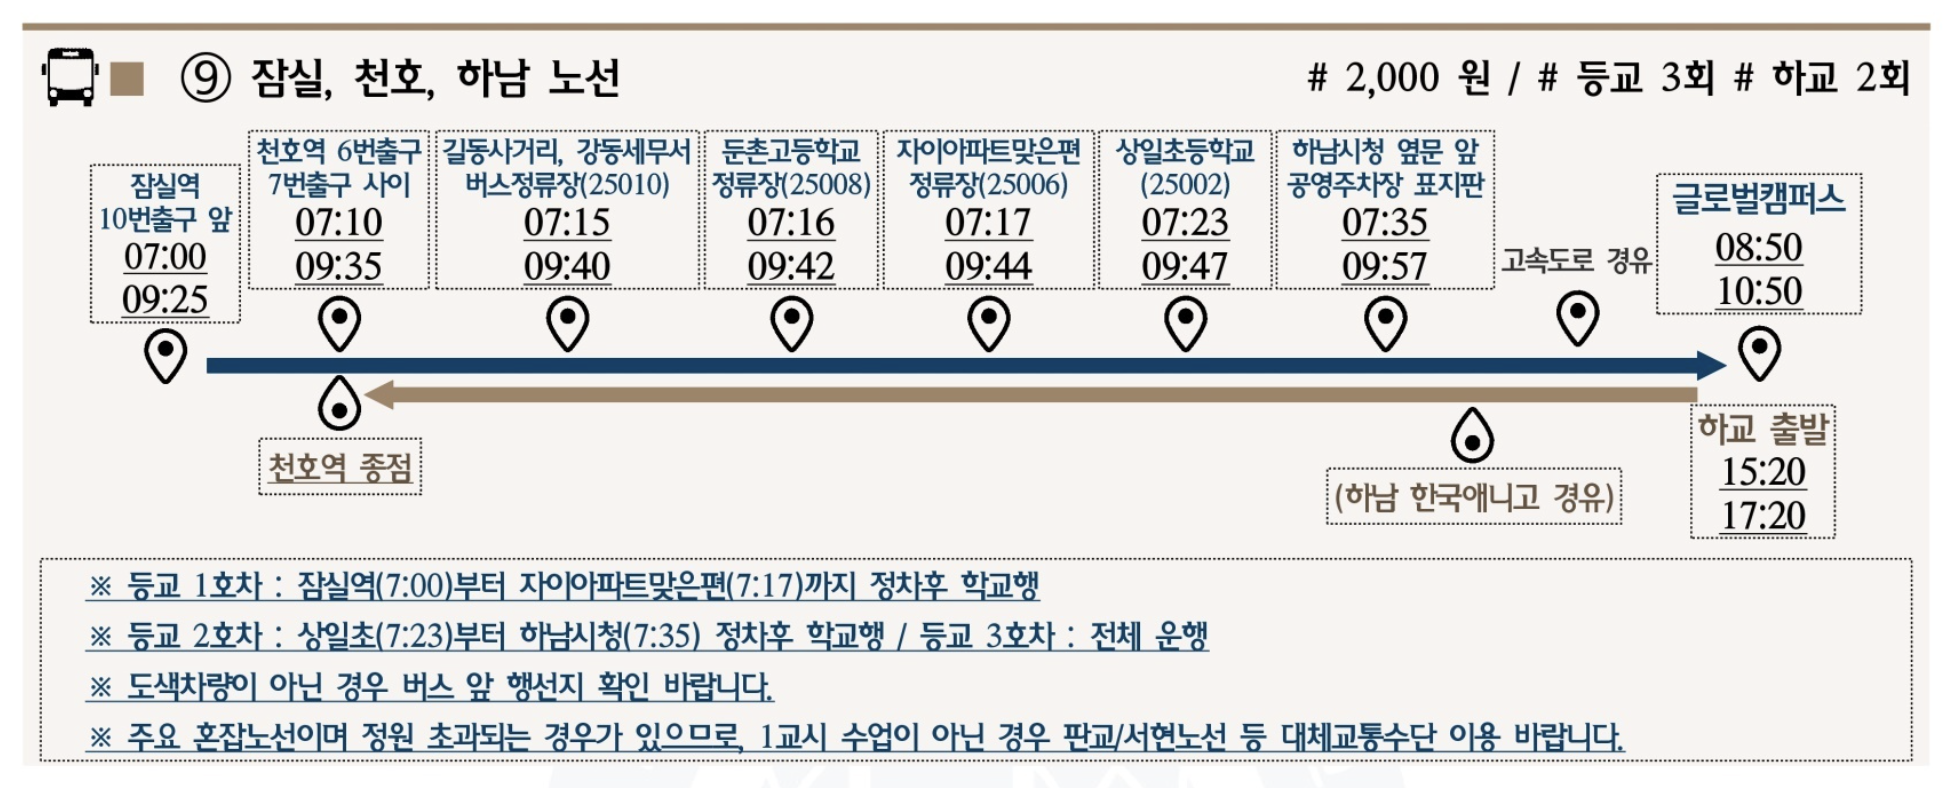 ⑨ 잠실, 천호, 하남 노선
# 2,000 원 / # 등교 3회 # 하교 2회
잠실역
10번출구 앞
07:00
09:25
천호역 6번출구
7번출구 사이
07:10
09:35
길동사거리, 강동세무서
버스정류장(25010)
07:15
09:40
둔촌고등학교
정류장(25008)
07:16
09:42
자이아파트맞은편
정류장(25006)
07:17
09:44
상일초등학교
(25002)
07:23
09:47
하남시청 옆문 앞
공영주차장 표지판
07:35
09:57
고속도로 경유
글로벌캠퍼스
08:50
10:50
천호역 종점
(하남 한국애니고 경유)
하교 출발
15:20
17:20
※ 등교 1호차 : 잠실역(7:00)부터 자이아파트맞은편(7:17)까지 정차후 학교행
※ 등교 2호차 : 상일초(7:23)부터 하남시청(7:35) 정차후 학교행 / 등교 3호차 : 전체 운행
※ 도색차량이 아닌 경우 버스 앞 행선지 확인 바랍니다.
※ 주요 혼잡노선이며 정원 초과되는 경우가 있으므로, 1교시 수업이 아닌 경우 판교/서현노선 등 대체교통수단 이용 바랍니다.